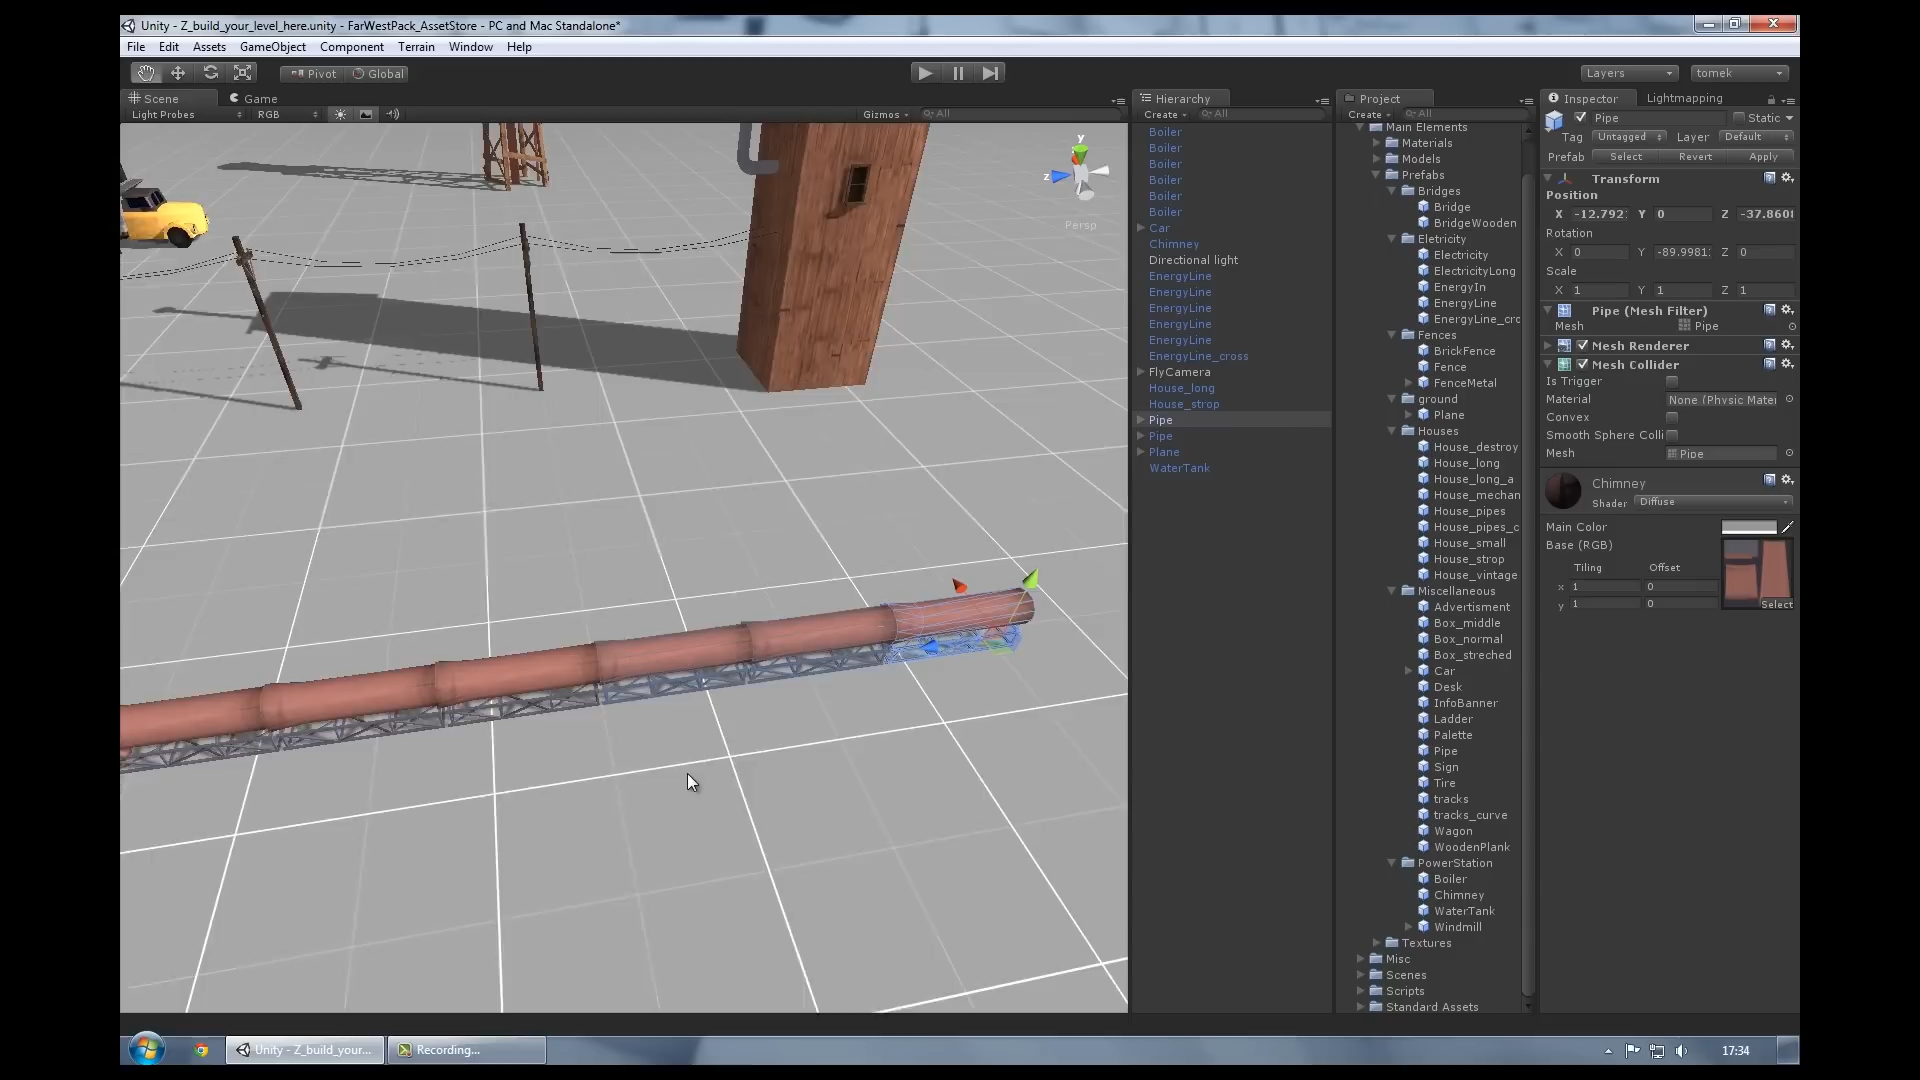 Unity - Z_build_your_level_here.unity - FarWestPack_AssetStore - PC and Mac Standalone*
File Edit Assets GameObject Component Terrain Window Help
Pivot Global Layers tomek
Scene Game
Light Probes RGB Gizmos All
y
z
Persp
Hierarchy
Create All
Boiler
Boiler
Boiler
Boiler
Boiler
Boiler
Car
Chimney
Directional light
EnergyLine
EnergyLine
EnergyLine
EnergyLine
EnergyLine
EnergyLine_cross
FlyCamera
House_long
House_strop
Pipe
Pipe
Plane
WaterTank
Project
Create All
Main Elements
Materials
Models
Prefabs
Bridges
Bridge
BridgeWooden
Eletricity
Electricity
ElectricityLong
EnergyIn
EnergyLine
EnergyLine_crc
Fences
BrickFence
Fence
FenceMetal
ground
Plane
Houses
House_destroy
House_long
House_long_a
House_mechan
House_pipes
House_pipes_c
House_small
House_strop
House_vintage
Miscellaneous
Advertisment
Box_middle
Box_normal
Box_streched
Car
Desk
InfoBanner
Ladder
Palette
Pipe
Sign
Tire
tracks
tracks_curve
Wagon
WoodenPlank
PowerStation
Boiler
Chimney
WaterTank
Windmill
Textures
Misc
Scenes
Scripts
Standard Assets
Inspector Lightmapping
Pipe Static
Tag Untagged Layer Default
Prefab Select Revert Apply
Transform
Position
X -12.792 Y 0 Z -37.860
Rotation
X 0 Y -89.9981 Z 0
Scale
X 1 Y 1 Z 1
Pipe (Mesh Filter)
Mesh Pipe
Mesh Renderer
Mesh Collider
Is Trigger
Material None (Physic Mater
Convex
Smooth Sphere Colli
Mesh Pipe
Chimney
Shader Diffuse
Main Color
Base (RGB)
Tiling Offset
x 1 0
y 1 0
Select
Unity - Z_build_your... Recording... 17:34